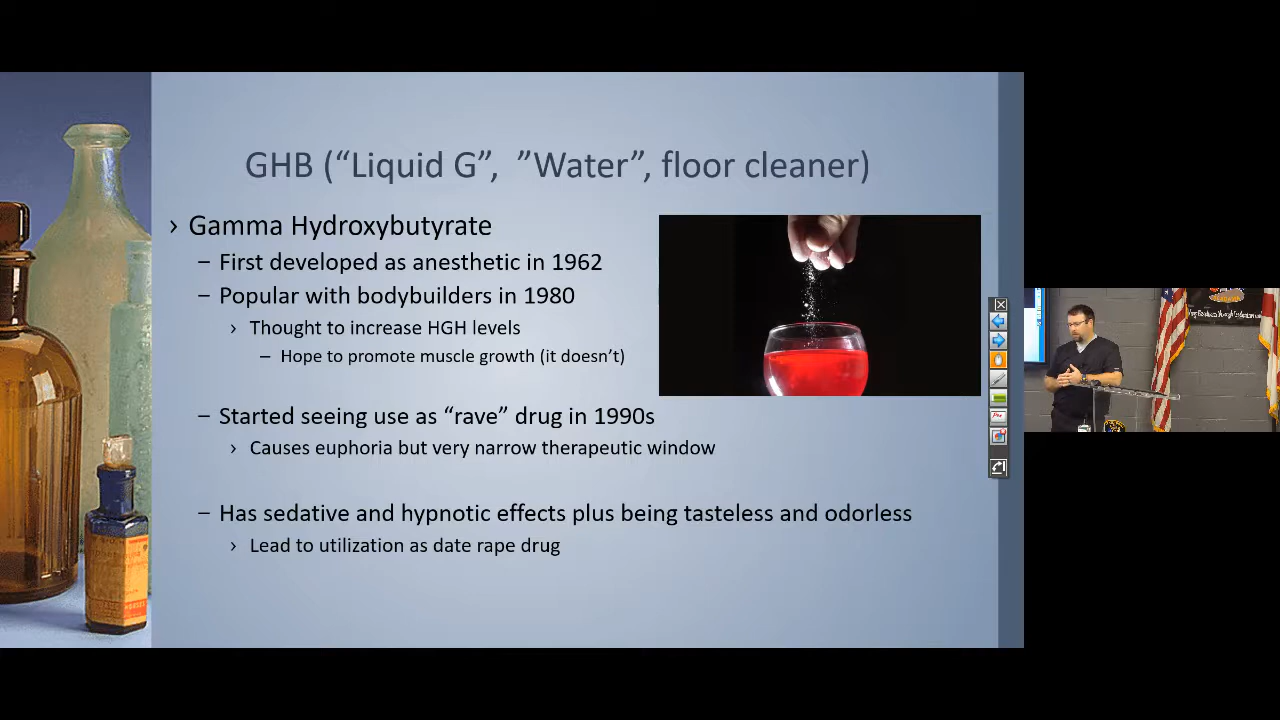 GHB (“Liquid G”, ”Water”, floor cleaner)
› Gamma Hydroxybutyrate
– First developed as anesthetic in 1962
– Popular with bodybuilders in 1980
› Thought to increase HGH levels
– Hope to promote muscle growth (it doesn’t)
– Started seeing use as “rave” drug in 1990s
› Causes euphoria but very narrow therapeutic window
– Has sedative and hypnotic effects plus being tasteless and odorless
› Lead to utilization as date rape drug